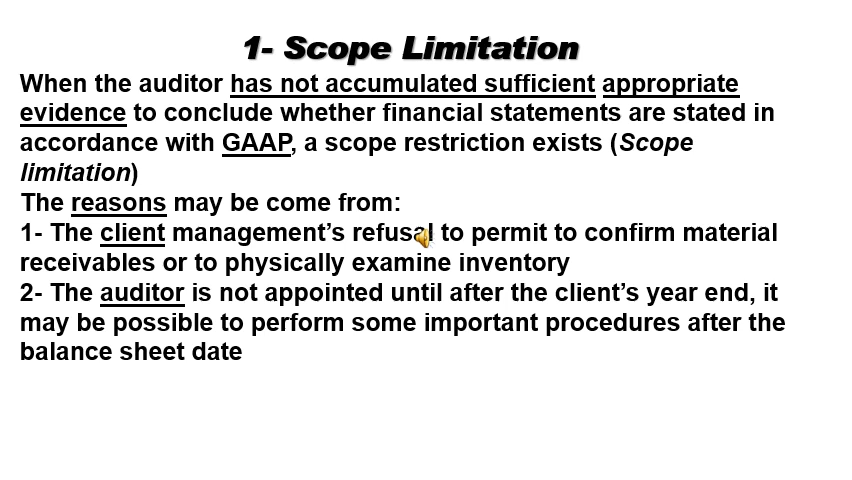 1- Scope Limitation
When the auditor has not accumulated sufficient appropriate
evidence to conclude whether financial statements are stated in
accordance with GAAP, a scope restriction exists (Scope
limitation)
The reasons may be come from:
1- The client management’s refusal to permit to confirm material
receivables or to physically examine inventory
2- The auditor is not appointed until after the client’s year end, it
may be possible to perform some important procedures after the
balance sheet date